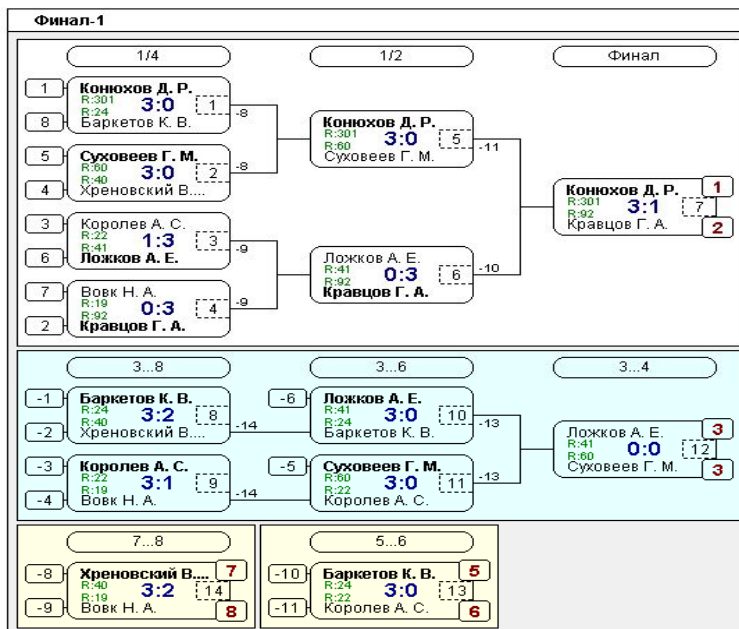 Финал-1
1/4 1/2 Финал
1 Конюхов Д. Р.
R:301
R:24 3:0 1 -8
8 Баркетов К. В.
5 Суховеев Г. М.
R:60
R:40 3:0 2 -8
4 Хреновский В....
Конюхов Д. Р.
R:301
R:60 3:0 5 -11
Суховеев Г. М.
3 Королев А. С.
R:22
R:41 1:3 3 -9
6 Ложков А. Е.
7 Вовк Н. А.
R:19
R:92 0:3 4 -9
2 Кравцов Г. А.
Ложков А. Е.
R:41
R:92 0:3 6 -10
Кравцов Г. А.
Конюхов Д. Р. 1
R:301
R:92 3:1 7
Кравцов Г. А. 2
3...8 3...6 3...4
-1 Баркетов К. В.
R:24
R:40 3:2 8
-2 Хреновский В.... -14
-3 Королев А. С.
R:22
R:19 3:1 9
-4 Вовк Н. А. -14
-6 Ложков А. Е.
R:41
R:24 3:0 10 -13
Баркетов К. В.
-5 Суховеев Г. М.
R:60
R:22 3:0 11 -13
Королев А. С.
Ложков А. Е. 3
R:41
R:60 0:0 12
Суховеев Г. М. 3
7...8
-8 Хреновский В.... 7
R:40
R:19 3:2 14
-9 Вовк Н. А. 8
5...6
-10 Баркетов К. В. 5
R:24
R:22 3:0 13
-11 Королев А. С. 6